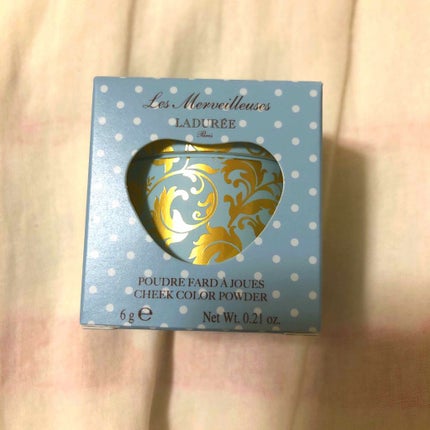 Les Merveilleuses
LADURÉE
Paris
POUDRE FARD À JOUES
CHEEK COLOR POWDER
6 g ℮ Net Wt. 0.21 oz.